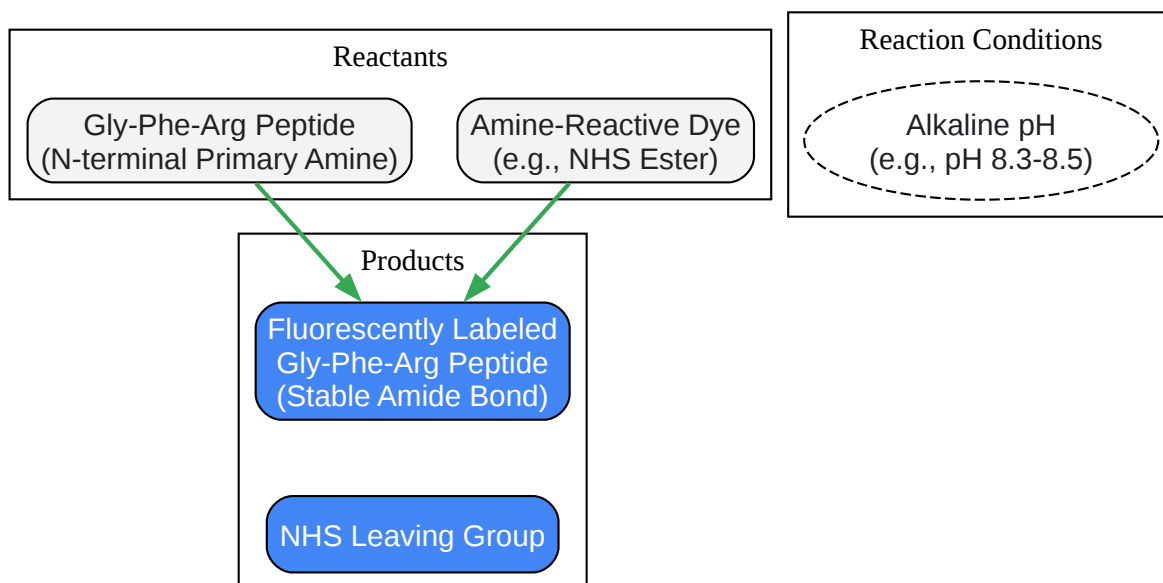 Reactants
Gly-Phe-Arg Peptide
(N-terminal Primary Amine)
Amine-Reactive Dye
(e.g., NHS Ester)
Reaction Conditions
Alkaline pH
(e.g., pH 8.3-8.5)
Products
Fluorescently Labeled
Gly-Phe-Arg Peptide
(Stable Amide Bond)
NHS Leaving Group